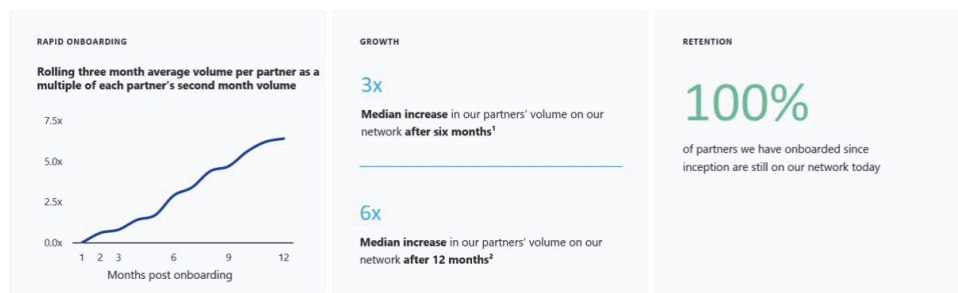 RAPID ONBOARDING
Rolling three month average volume per partner as a
multiple of each partner's second month volume
7.5x
5.0x
2.5x
0.0x
1 2 3 6 9 12
Months post onboarding
GROWTH
3x
Median increase in our partners' volume on our
network after six months¹
6x
Median increase in our partners' volume on our
network after 12 months²
RETENTION
100%
of partners we have onboarded since
inception are still on our network today